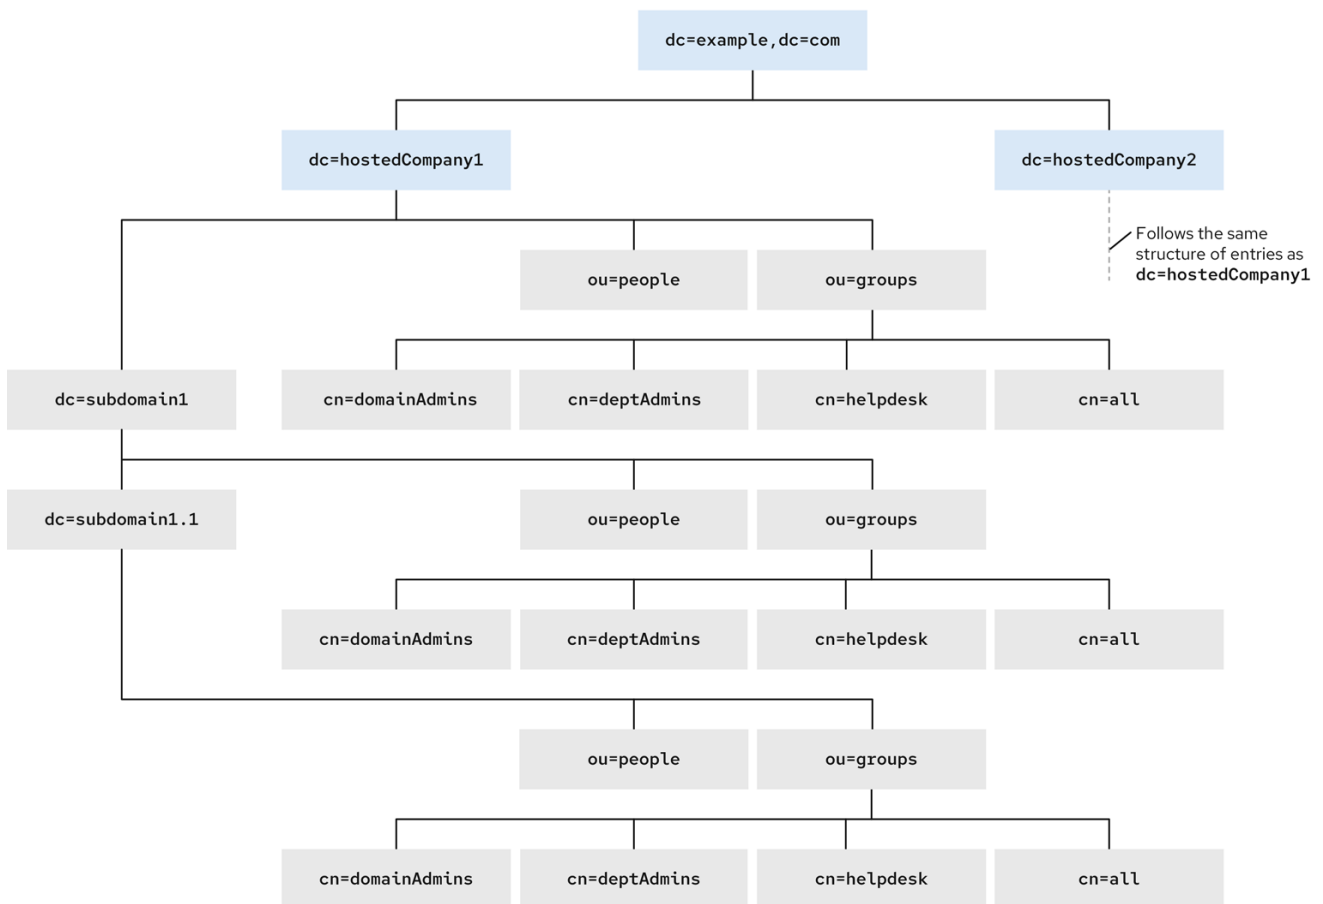 dc=example,dc=com
dc=hostedCompany1
dc=hostedCompany2
Follows the same
structure of entries as
dc=hostedCompany1
ou=people
ou=groups
dc=subdomain1
cn=domainAdmins
cn=deptAdmins
cn=helpdesk
cn=all
dc=subdomain1.1
ou=people
ou=groups
cn=domainAdmins
cn=deptAdmins
cn=helpdesk
cn=all
ou=people
ou=groups
cn=domainAdmins
cn=deptAdmins
cn=helpdesk
cn=all